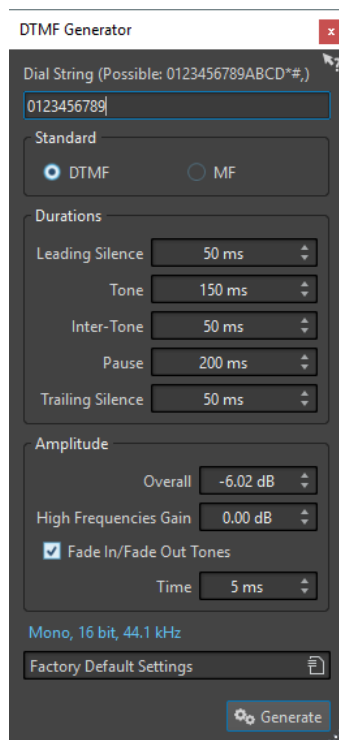 DTMF Generator
x
Dial String (Possible: 0123456789ABCD*#,)
?
0123456789
Standard
DTMF MF
Durations
Leading Silence 50 ms
Tone 150 ms
Inter-Tone 50 ms
Pause 200 ms
Trailing Silence 50 ms
Amplitude
Overall -6.02 dB
High Frequencies Gain 0.00 dB
Fade In/Fade Out Tones
Time 5 ms
Mono, 16 bit, 44.1 kHz
Factory Default Settings
Generate